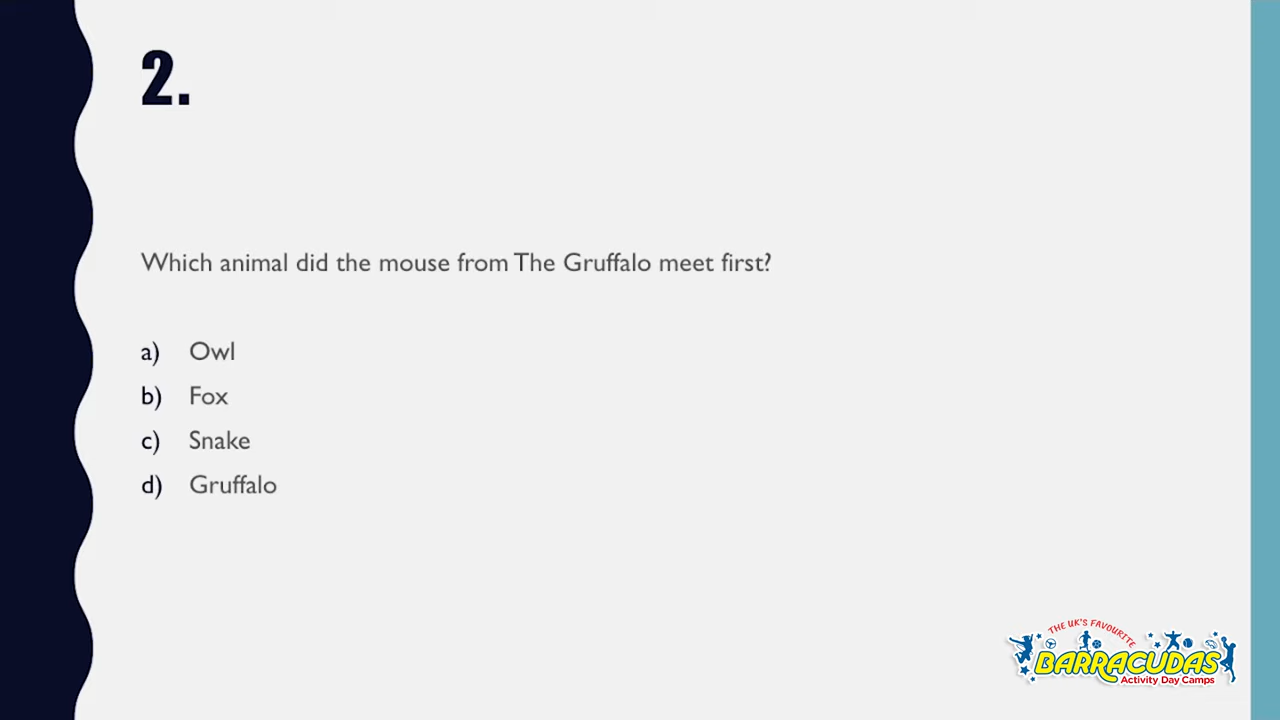 2.
Which animal did the mouse from The Gruffalo meet first?
a) Owl
b) Fox
c) Snake
d) Gruffalo
THE UK'S FAVOURITE
BARRACUDAS
Activity Day Camps